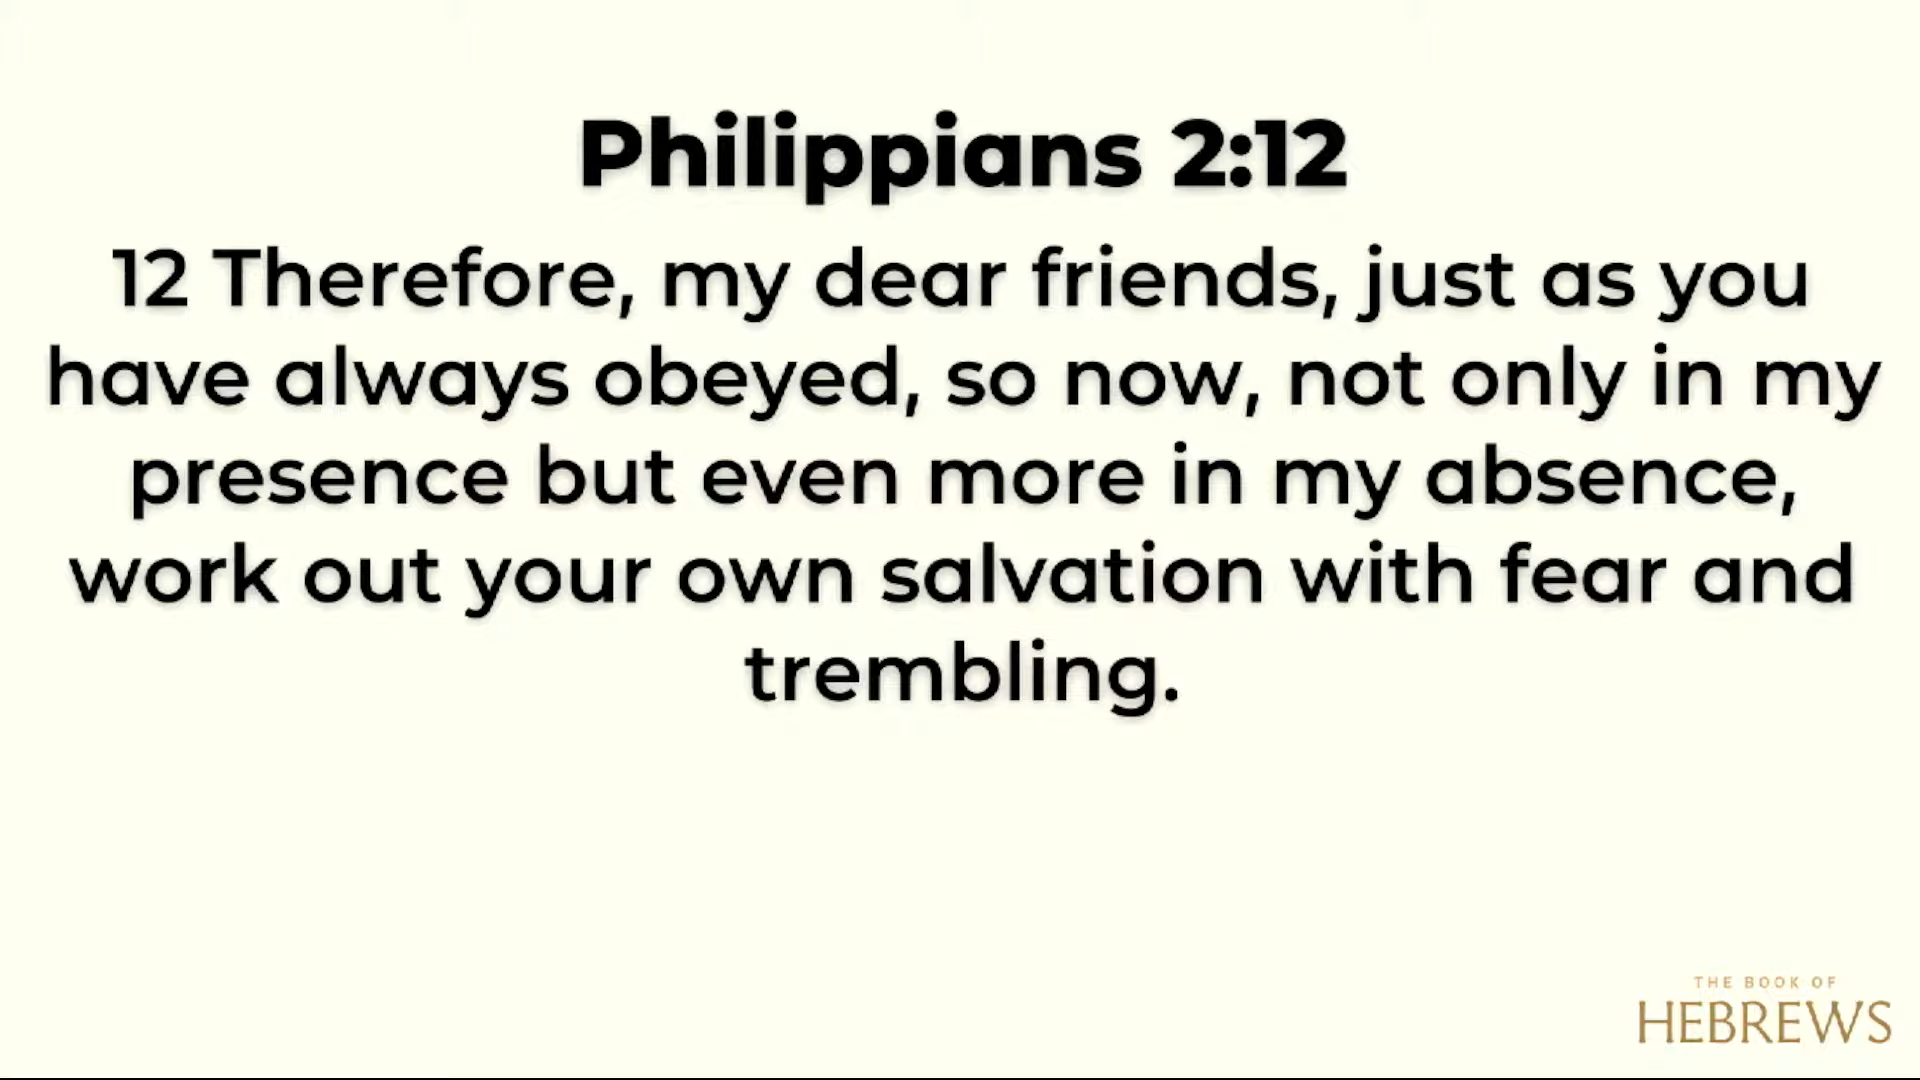 Philippians 2:12
12 Therefore, my dear friends, just as you
have always obeyed, so now, not only in my
presence but even more in my absence,
work out your own salvation with fear and
trembling.
THE BOOK OF
HEBREWS